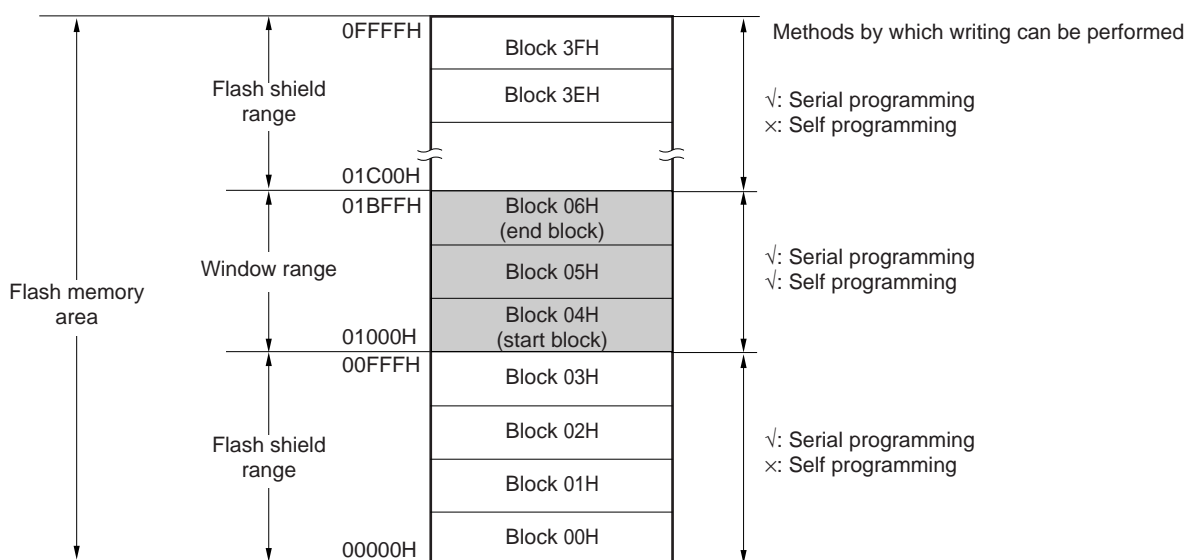 0FFFFH
Block 3FH
Methods by which writing can be performed
Flash shield
range
Block 3EH
√: Serial programming
×: Self programming
01C00H
01BFFH
Block 06H
(end block)
Window range
Block 05H
√: Serial programming
√: Self programming
Flash memory
area
Block 04H
(start block)
01000H
00FFFH
Block 03H
Flash shield
range
Block 02H
√: Serial programming
×: Self programming
Block 01H
Block 00H
00000H